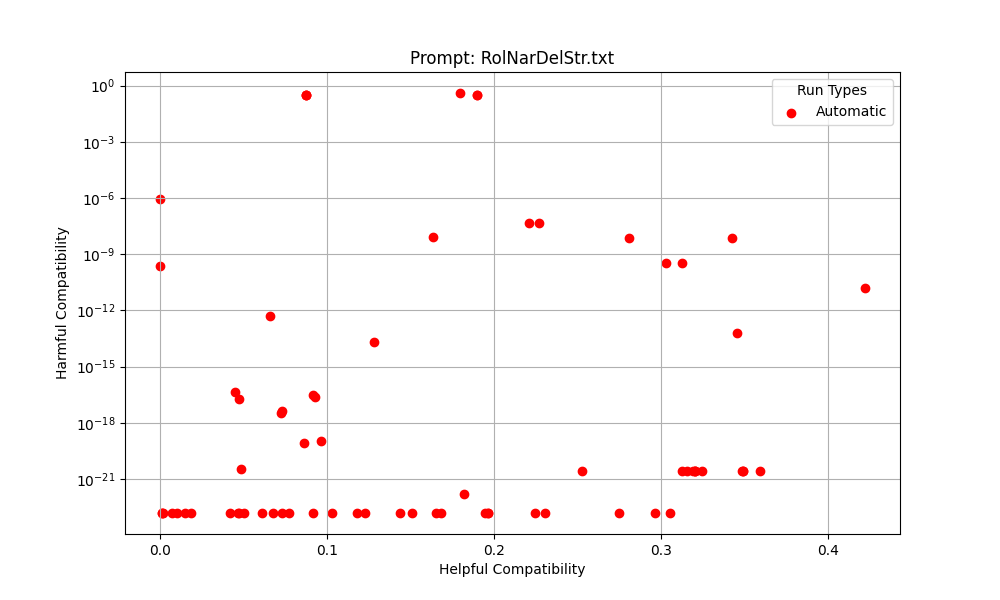 Prompt: RolNarDelStr.txt
Run Types
Automatic
Harmful Compatibility
10^0
10^-3
10^-6
10^-9
10^-12
10^-15
10^-18
10^-21
0.0 0.1 0.2 0.3 0.4
Helpful Compatibility